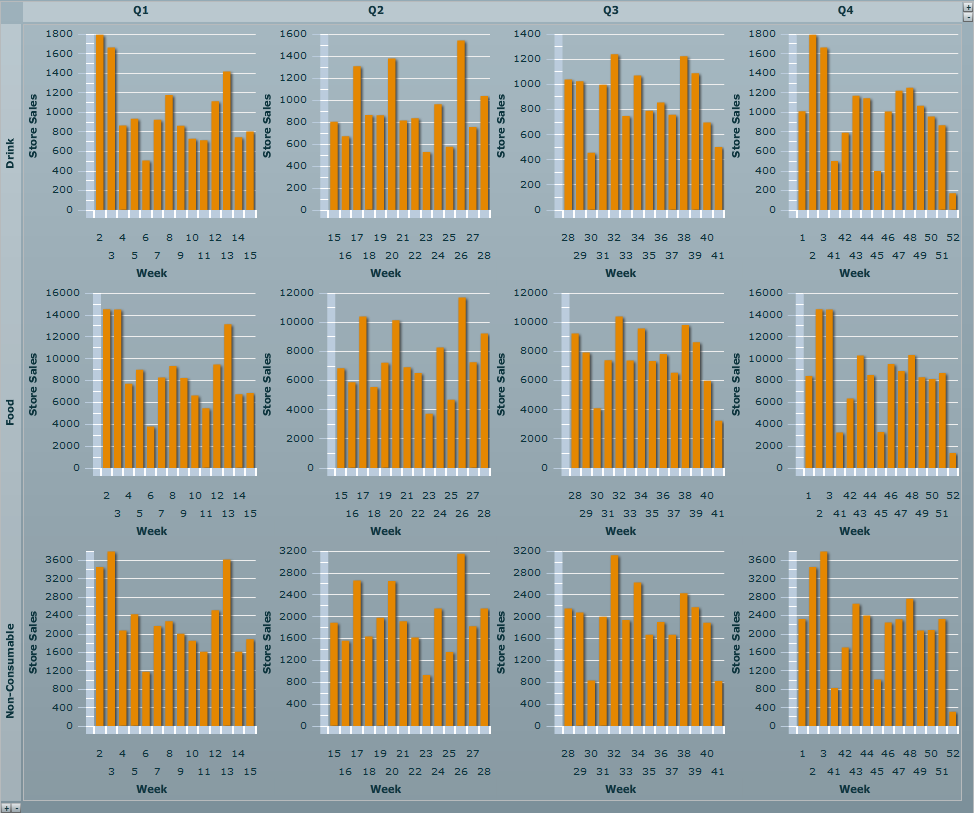 Q1 Q2 Q3 Q4
+
-
Drink
Store Sales
1800
1600
1400
1200
1000
800
600
400
200
0
2 4 6 8 10 12 14
3 5 7 9 11 13 15
Week
Store Sales
1600
1400
1200
1000
800
600
400
200
0
15 17 19 21 23 25 27
16 18 20 22 24 26 28
Week
Store Sales
1400
1200
1000
800
600
400
200
0
28 30 32 34 36 38 40
29 31 33 35 37 39 41
Week
Store Sales
1800
1600
1400
1200
1000
800
600
400
200
0
1 3 42 44 46 48 50 52
2 41 43 45 47 49 51
Week
Food
Store Sales
16000
14000
12000
10000
8000
6000
4000
2000
0
2 4 6 8 10 12 14
3 5 7 9 11 13 15
Week
Store Sales
12000
10000
8000
6000
4000
2000
0
15 17 19 21 23 25 27
16 18 20 22 24 26 28
Week
Store Sales
12000
10000
8000
6000
4000
2000
0
28 30 32 34 36 38 40
29 31 33 35 37 39 41
Week
Store Sales
16000
14000
12000
10000
8000
6000
4000
2000
0
1 3 42 44 46 48 50 52
2 41 43 45 47 49 51
Week
Non-Consumable
Store Sales
3600
3200
2800
2400
2000
1600
1200
800
400
0
2 4 6 8 10 12 14
3 5 7 9 11 13 15
Week
Store Sales
3200
2800
2400
2000
1600
1200
800
400
0
15 17 19 21 23 25 27
16 18 20 22 24 26 28
Week
Store Sales
3200
2800
2400
2000
1600
1200
800
400
0
28 30 32 34 36 38 40
29 31 33 35 37 39 41
Week
Store Sales
3600
3200
2800
2400
2000
1600
1200
800
400
0
1 3 42 44 46 48 50 52
2 41 43 45 47 49 51
Week
+ -